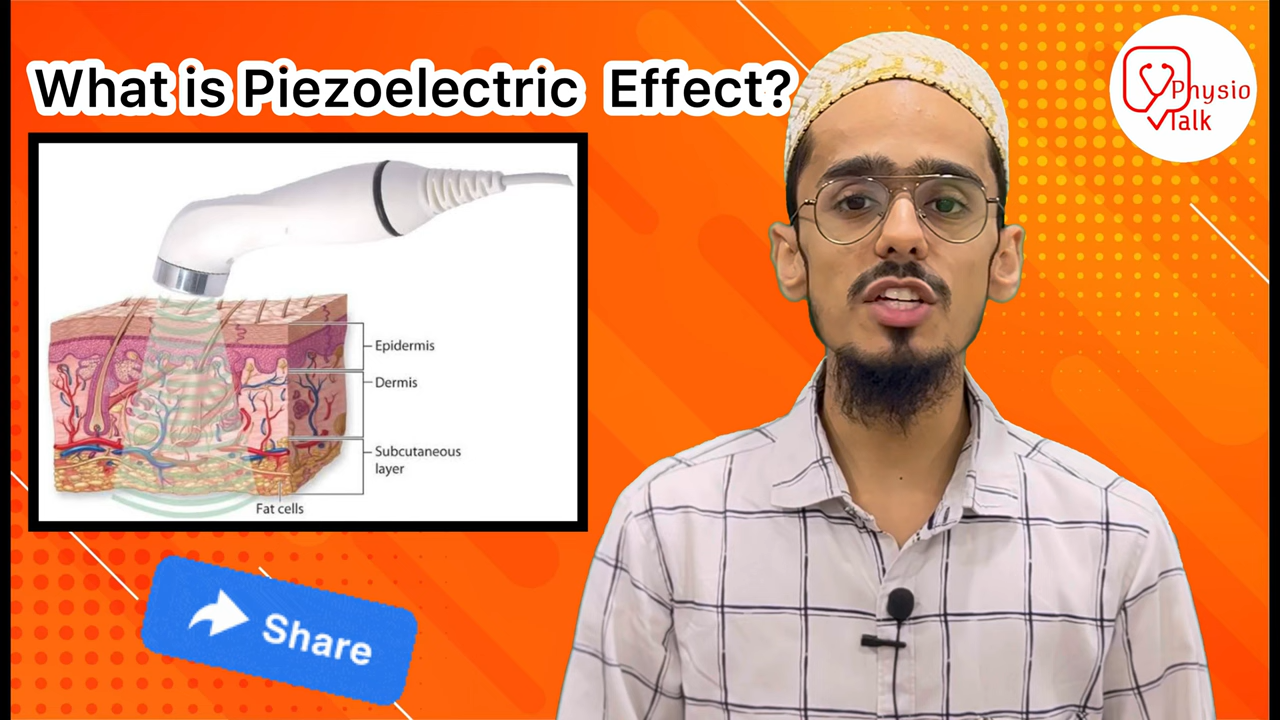 What is Piezoelectric Effect?
Physio
Talk
Epidermis
Dermis
Subcutaneous
layer
Fat cells
Share